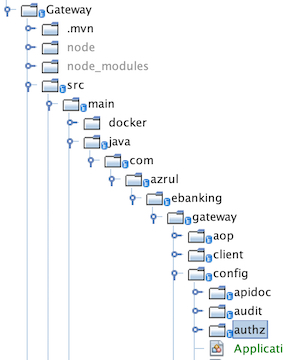 Gateway
.mvn
node
node_modules
src
main
docker
java
com
azrul
ebanking
gateway
aop
client
config
apidoc
audit
authz
Applicati